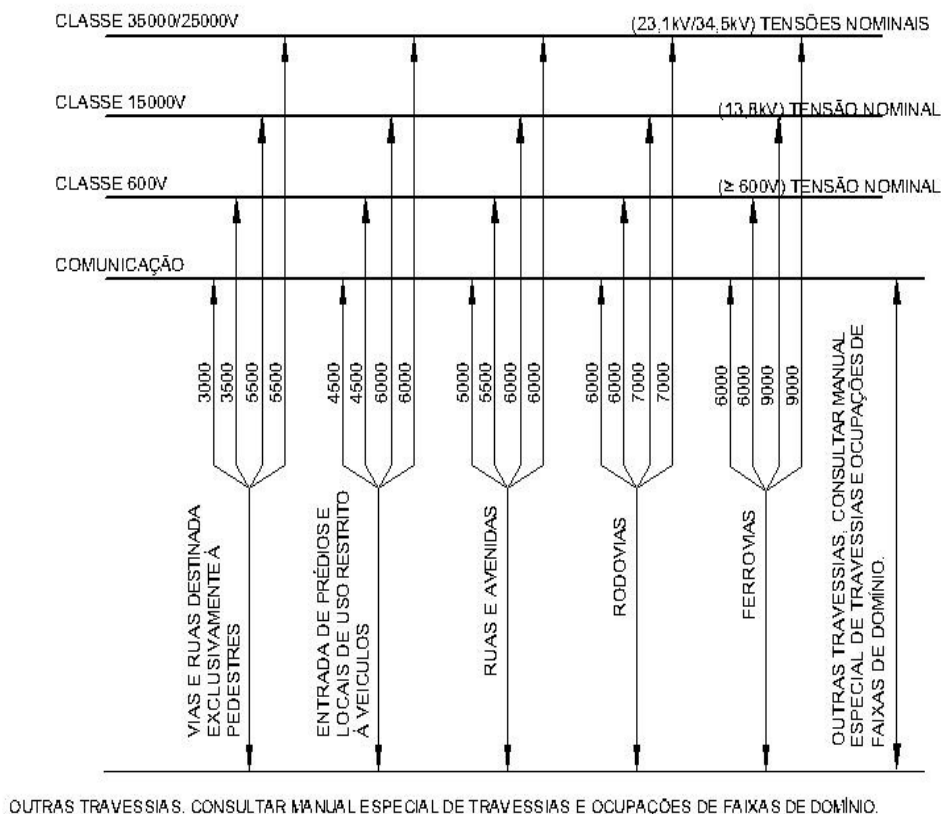 CLASSE 35000/25000V
(23,1kV/34,5kV) TENSÕES NOMINAIS
CLASSE 15000V
(13,8kV) TENSÃO NOMINAL
CLASSE 600V
(≥ 600V) TENSÃO NOMINAL
COMUNICAÇÃO
3000
3500
5500
5500
4500
4500
6000
6000
5000
5500
6000
6000
6000
6000
7000
7000
6000
6000
9000
9000
VIAS E RUAS DESTINADA
EXCLUSIVAMENTE Á
PEDESTRES
ENTRADA DE PRÉDIOS E
LOCAIS DE USO RESTRITO
À VEICULOS
RUAS E AVENIDAS
RODOVIAS
FERROVIAS
OUTRAS TRAVESSIAS, CONSULTAR MANUAL
ESPECIAL DE TRAVESSIAS E OCUPAÇÕES DE
FAIXAS DE DOMÍNIO.
OUTRAS TRAVESSIAS. CONSULTAR MANUAL ESPECIAL DE TRAVESSIAS E OCUPAÇÕES DE FAIXAS DE DOMÍNIO.